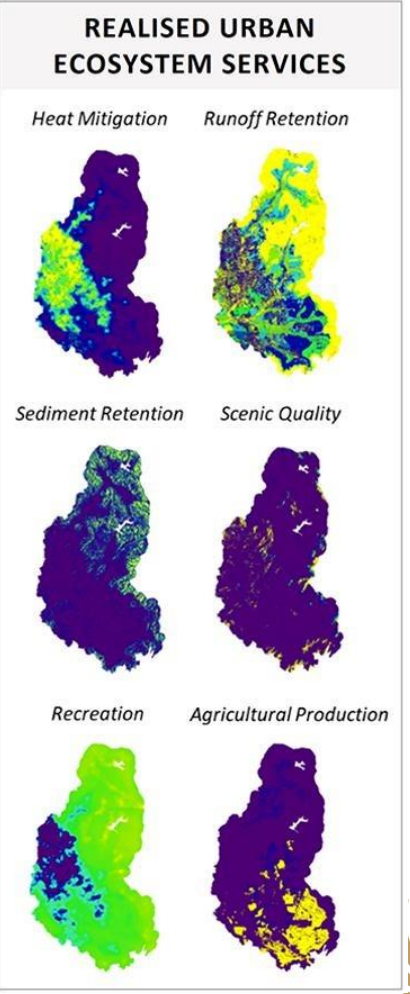 REALISED URBAN
ECOSYSTEM SERVICES
Heat Mitigation
Runoff Retention
Sediment Retention
Scenic Quality
Recreation
Agricultural Production